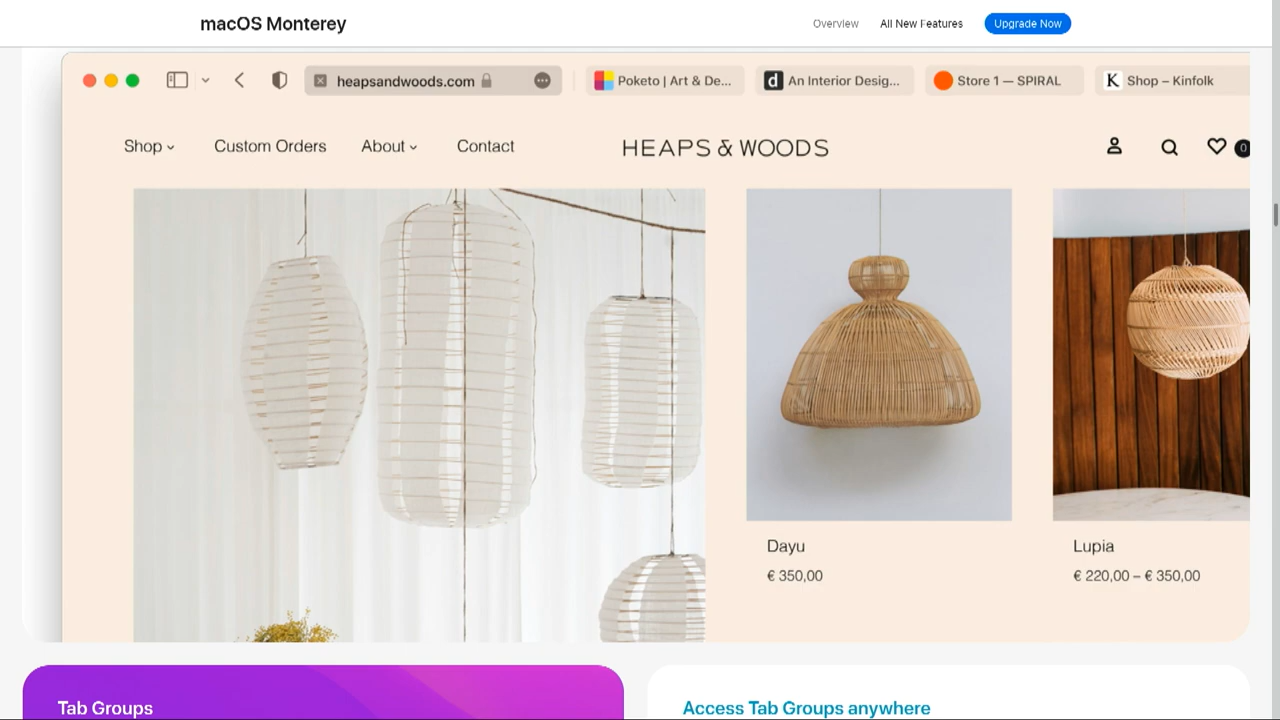 macOS Monterey
Overview
All New Features
Upgrade Now
heapsandwoods.com
Poketo | Art & De...
d An Interior Desig...
Store 1 — SPIRAL
K Shop – Kinfolk
Shop
Custom Orders
About
Contact
HEAPS & WOODS
0
Dayu
€ 350,00
Lupia
€ 220,00 – € 350,00
Tab Groups
Access Tab Groups anywhere